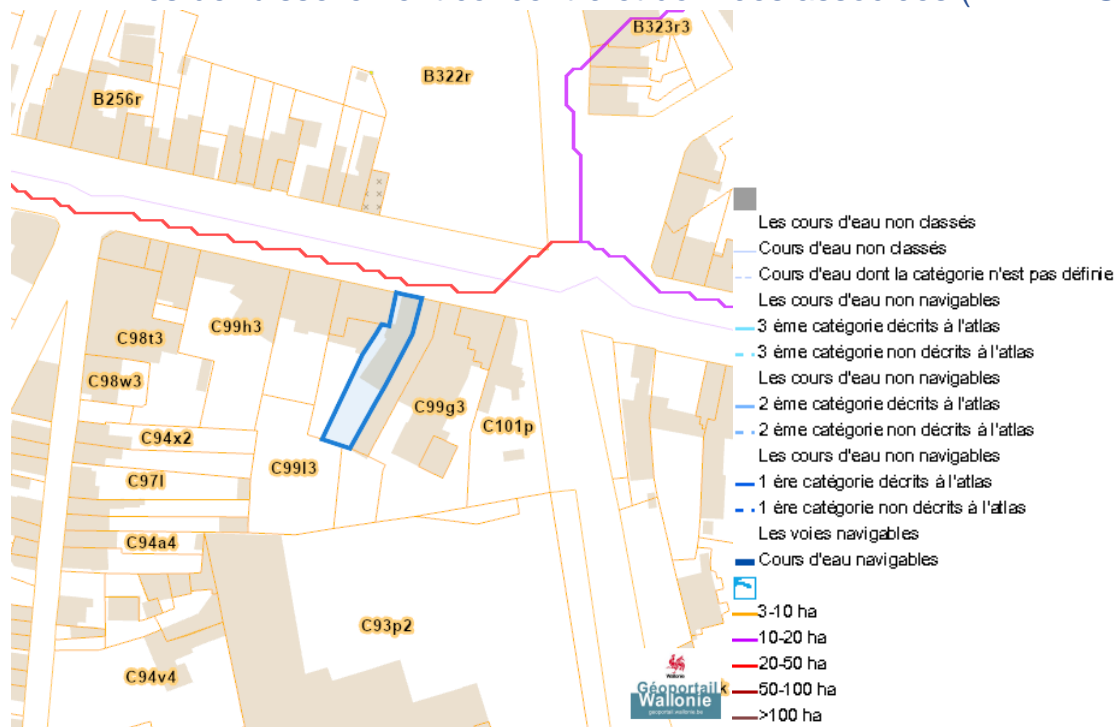 B323r3
B322r
B256r
C99h3
C98t3
C98w3
C99g3
C101p
C94x2
C99l3
C97l
C94a4
C93p2
C94v4
Les cours d'eau non classés
Cours d'eau non classés
Cours d'eau dont la catégorie n'est pas définie
Les cours d'eau non navigables
3 ème catégorie décrits à l'atlas
3 ème catégorie non décrits à l'atlas
Les cours d'eau non navigables
2 ème catégorie décrits à l'atlas
2 ème catégorie non décrits à l'atlas
Les cours d'eau non navigables
1 ère catégorie décrits à l'atlas
1 ère catégorie non décrits à l'atlas
Les voies navigables
Cours d'eau navigables
3-10 ha
10-20 ha
20-50 ha
50-100 ha
>100 ha
Wallonie
Géoportail
Wallonie
geoportail.wallonie.be
k